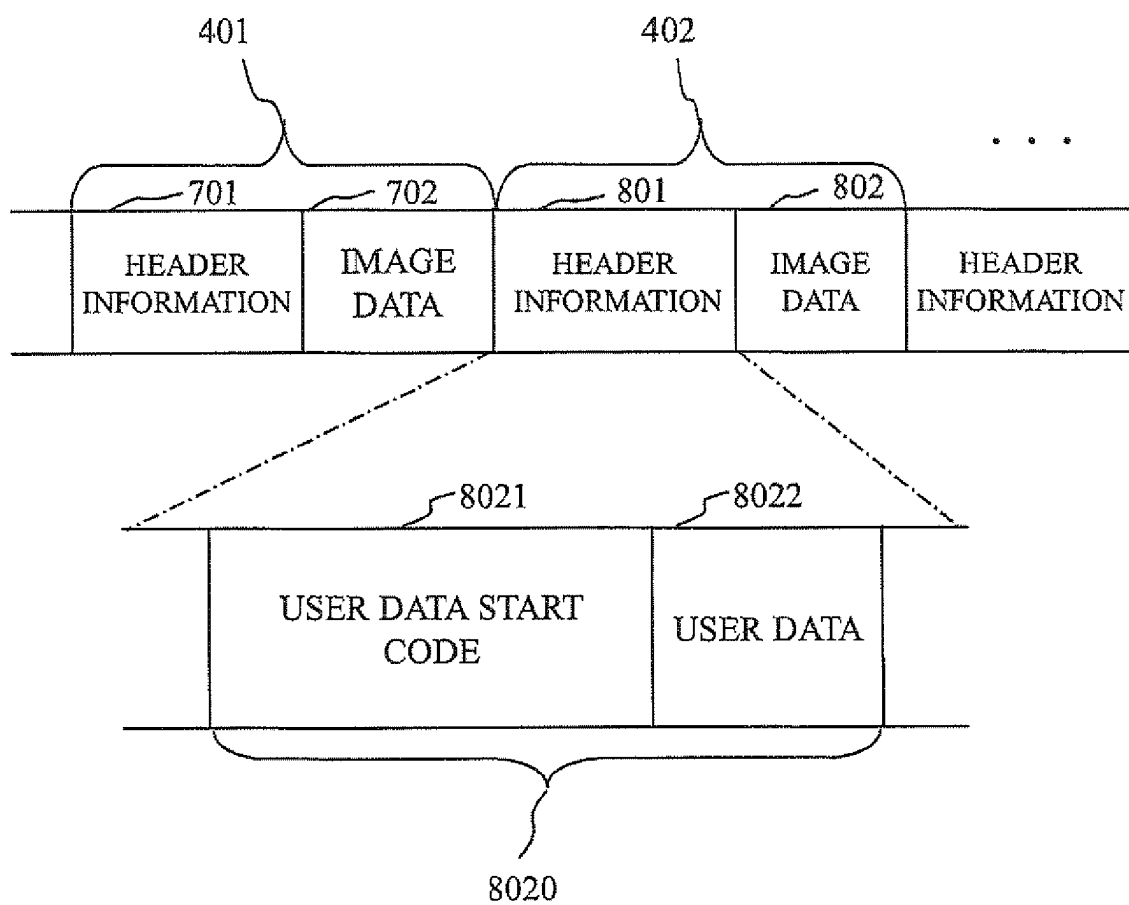 401
402
. . .
701
702
801
802
HEADER
INFORMATION
IMAGE
DATA
HEADER
INFORMATION
IMAGE
DATA
HEADER
INFORMATION
8021
8022
USER DATA START
CODE
USER DATA
8020